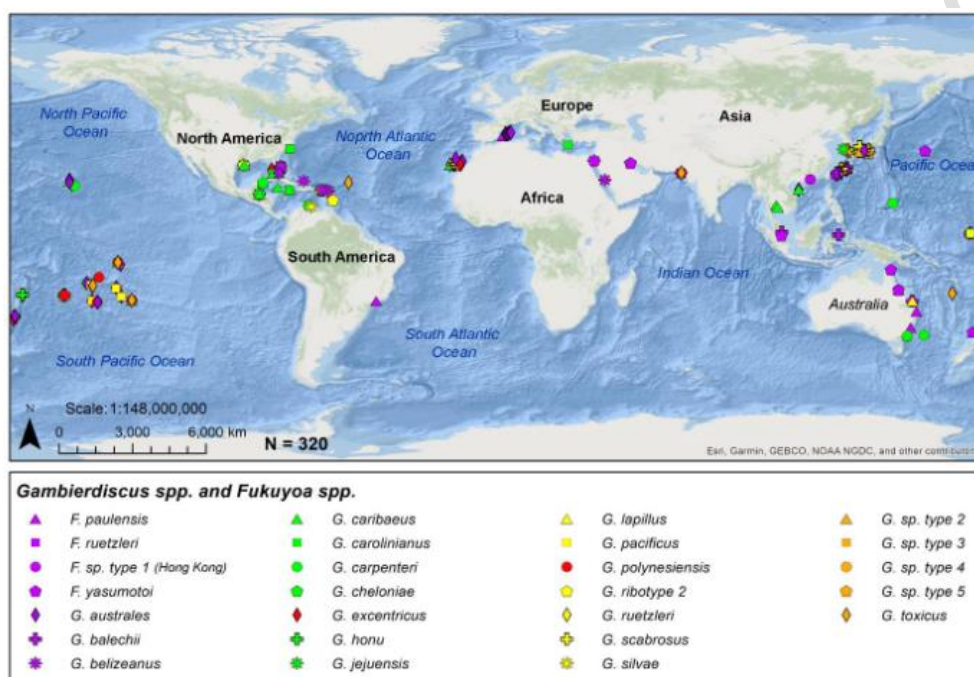 North Pacific
Ocean
North America
Noprth Atlantic
Ocean
Europe
Asia
Pacific Ocea
Africa
South America
Indian Ocean
Australia
South Atlantic
Ocean
South Pacific Ocean
N
Scale: 1:148,000,000
0 3,000 6,000 km
N = 320
Esri, Garmin, GEBCO, NOAA NGDC, and other contributors
Gambierdiscus spp. and Fukuyoa spp.
F. paulensis
F. ruetzleri
F. sp. type 1 (Hong Kong)
F. yasumotoi
G. australes
G. balechii
G. belizeanus
G. caribaeus
G. carolinianus
G. carpenteri
G. cheloniae
G. excentricus
G. honu
G. jejuensis
G. lapillus
G. pacificus
G. polynesiensis
G. ribotype 2
G. ruetzleri
G. scabrosus
G. silvae
G. sp. type 2
G. sp. type 3
G. sp. type 4
G. sp. type 5
G. toxicus